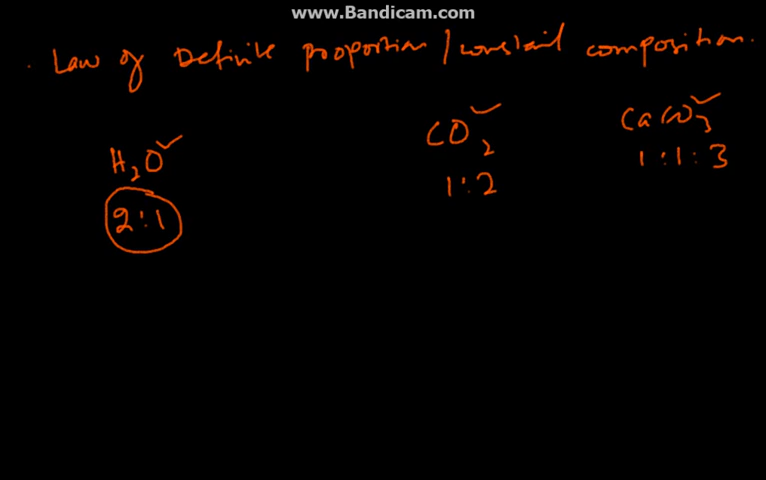 www.Bandicam.com
. Law of Definite proportion / constant composition.
H₂O CO₂ CaCO₃
2:1 1:2 1:1:3